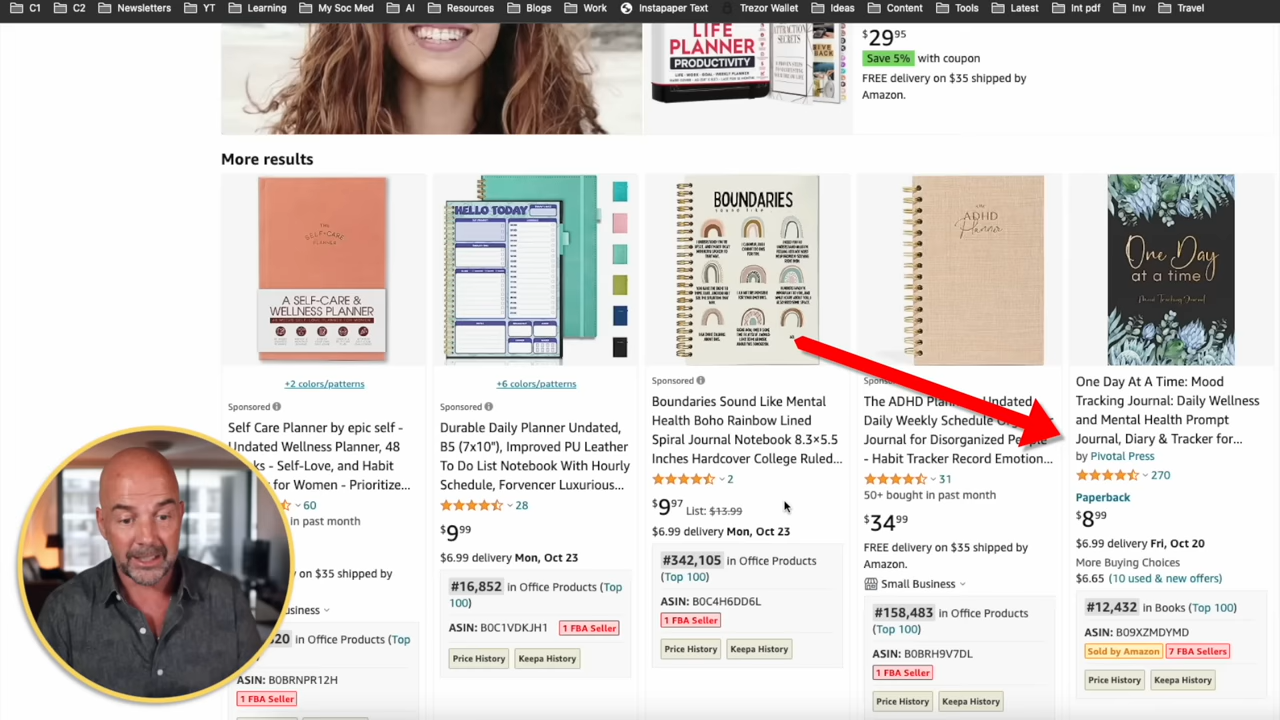 C1 C2 Newsletters YT Learning My Soc Med AI Resources Blogs Work Instapaper Text Trezor Wallet Ideas Content Tools Latest Int pdf Inv Travel
LIFE
PLANNER
PRODUCTIVITY
$29.95
Save 5% with coupon
FREE delivery on $35 shipped by
Amazon.
More results
THE
SELF-CARE
PLANNER
A SELF-CARE &
WELLNESS PLANNER
+2 colors/patterns
Sponsored
Self Care Planner by epic self -
Undated Wellness Planner, 48
- Self-Love, and Habit
for Women - Prioritize...
60
in past month
on $35 shipped by
in Office Products (Top
ASIN: B0BRNPR12H
1 FBA Seller
HELLO TODAY
+6 colors/patterns
Sponsored
Durable Daily Planner Undated,
B5 (7x10"), Improved PU Leather
To Do List Notebook With Hourly
Schedule, Forvencer Luxurious...
28
$9.99
$6.99 delivery Mon, Oct 23
#16,852 in Office Products (Top
100)
ASIN: B0C1VDKJH1 1 FBA Seller
Price History Keepa History
BOUNDARIES
SOUND LIKE
Sponsored
Boundaries Sound Like Mental
Health Boho Rainbow Lined
Spiral Journal Notebook 8.3×5.5
Inches Hardcover College Ruled...
2
$9.97 List: $13.99
$6.99 delivery Mon, Oct 23
#342,105 in Office Products
(Top 100)
ASIN: B0C4H6DD6L
1 FBA Seller
Price History Keepa History
THE
ADHD
Planner
The ADHD Undated
Daily Weekly Schedule
Journal for Disorganized People
- Habit Tracker Record Emotion...
31
50+ bought in past month
$34.99
FREE delivery on $35 shipped by
Amazon.
Small Business
#158,483 in Office Products
(Top 100)
ASIN: B0BRH9V7DL
1 FBA Seller
Price History Keepa History
One Day
at a time
Mood Tracking Journal
One Day At A Time: Mood
Tracking Journal: Daily Wellness
and Mental Health Prompt
Journal, Diary & Tracker for...
by Pivotal Press
270
Paperback
$8.99
$6.99 delivery Fri, Oct 20
More Buying Choices
$6.65 (10 used & new offers)
#12,432 in Books (Top 100)
ASIN: B09XZMDYMD
Sold by Amazon 7 FBA Sellers
Price History Keepa History